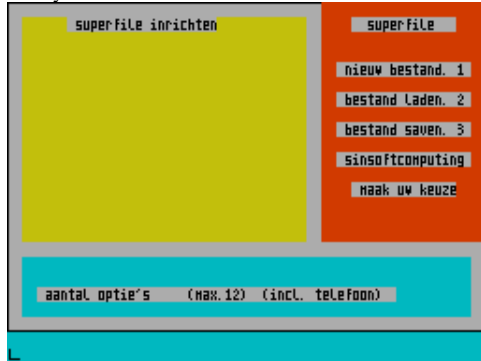 superfile inrichten
superfile
nieuw bestand. 1
bestand laden. 2
bestand saven. 3
sinsoftcomputing
maak uw keuze
aantal optie's (max.12) (incl. telefoon)